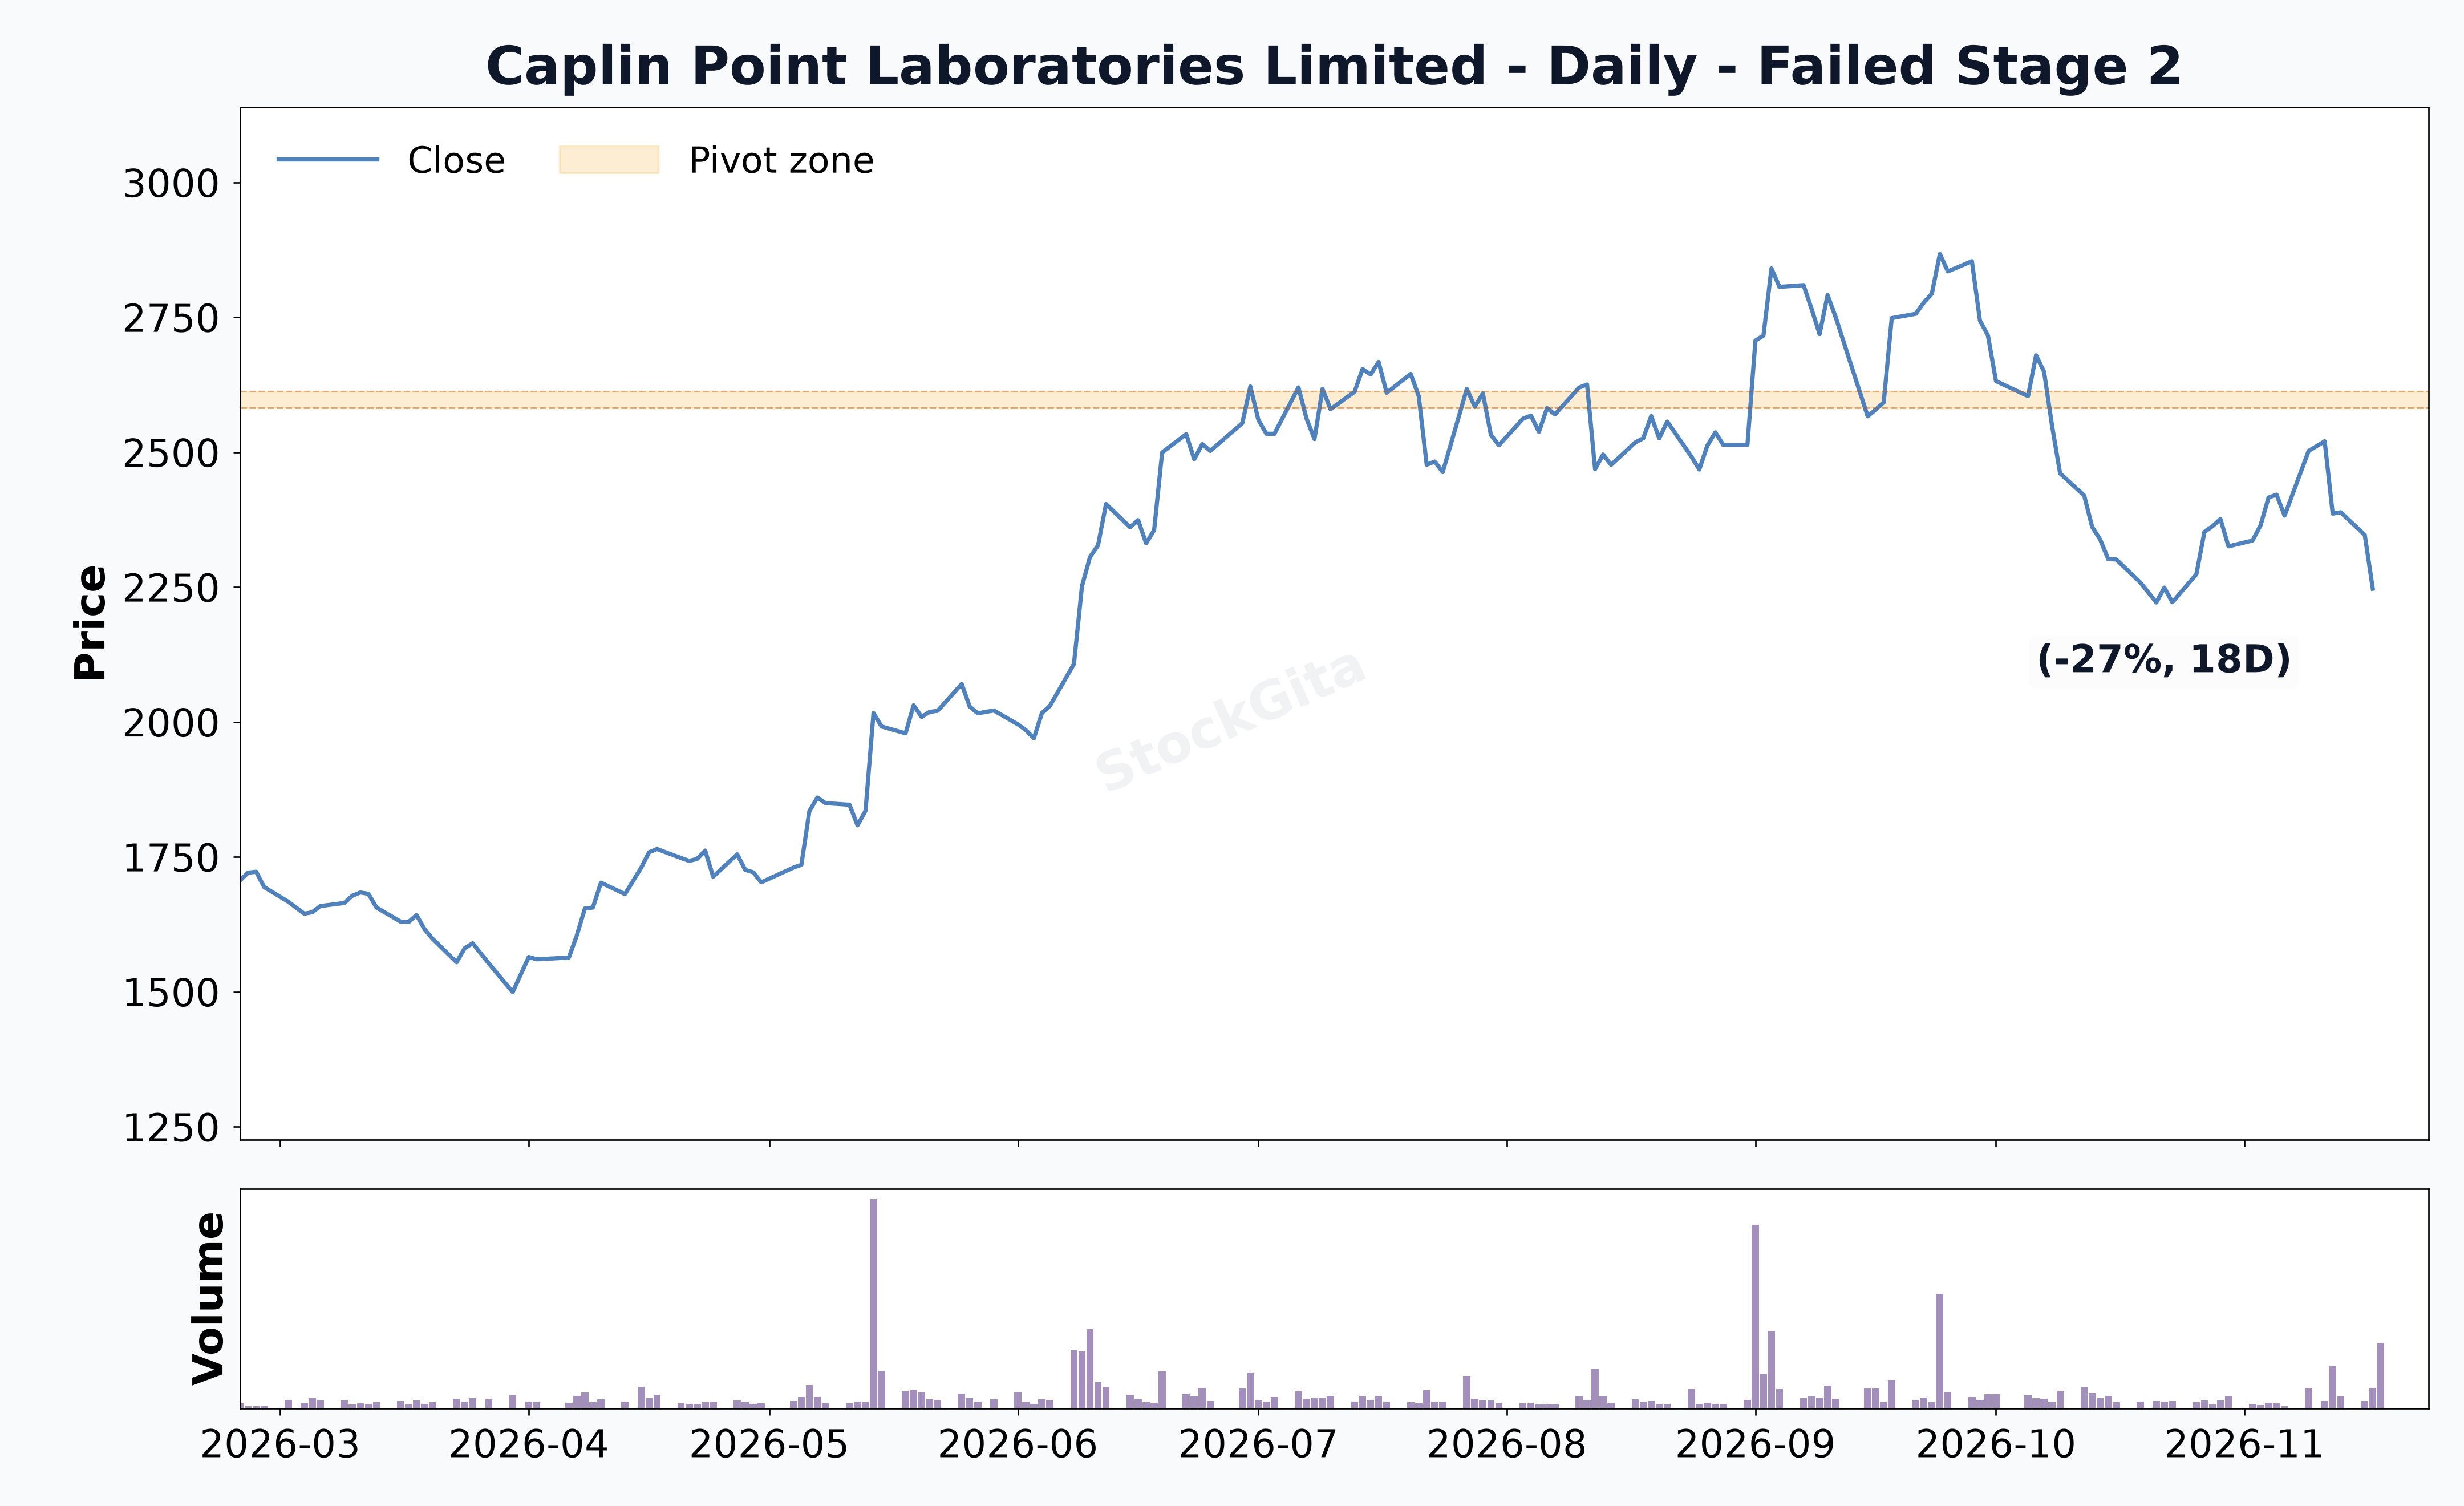 Caplin Point Laboratories Limited - Daily - Failed Stage 2
Close
Pivot zone
3000
2750
2500
2250
2000
1750
1500
1250
Price
StockGita
(-27%, 18D)
Volume
2026-03
2026-04
2026-05
2026-06
2026-07
2026-08
2026-09
2026-10
2026-11